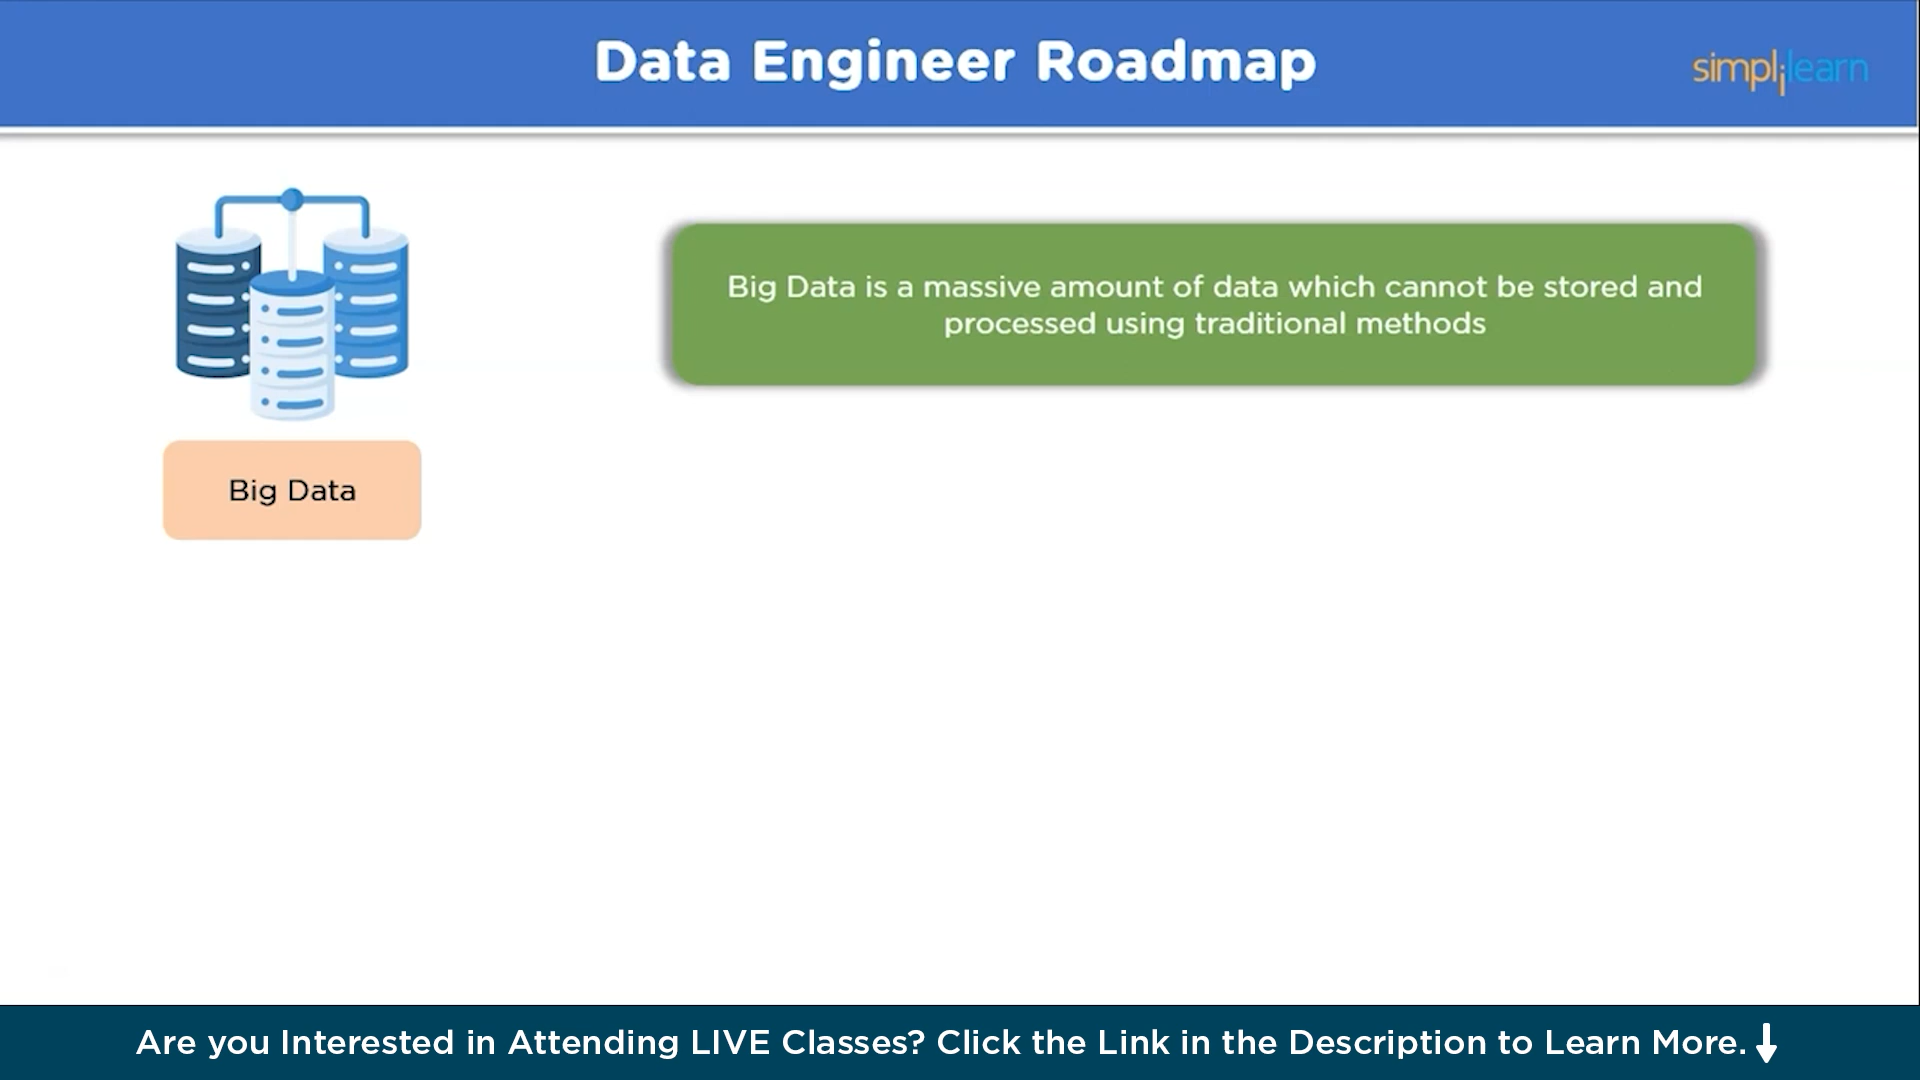 Data Engineer Roadmap
simplilearn
Big Data is a massive amount of data which cannot be stored and
processed using traditional methods
Big Data
Are you Interested in Attending LIVE Classes? Click the Link in the Description to Learn More.